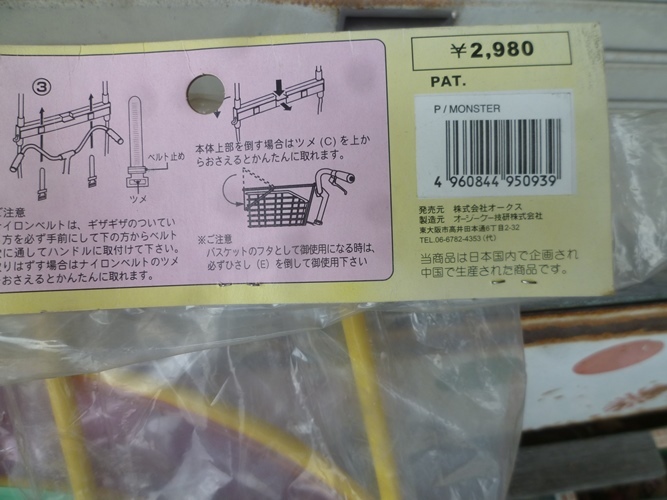 ③
ベルト止め
ツメ
ご注意
ナイロンベルトは、ギザギザのついてい
方を必ず手前にして下の方からベルト
に通してハンドルに取付けて下さい。
取りはずす場合はナイロンベルトのツメ
おさえるとかんたんに取れます。
本体上部を倒す場合はツメ(C)を上か
らおさえるとかんたんに取れます。
※ご注意
バスケットのフタとして御使用になる時は、
必ずひさし(E)を倒して御使用下さい
¥2,980
PAT.
P/MONSTER
4 960844 950939
発売元 株式会社オークス
製造元 オージーケー技研株式会社
東大阪市高井田本通6丁目2-32
TEL.06-6782-4353(代)
当商品は日本国内で企画され
中国で生産された商品です。